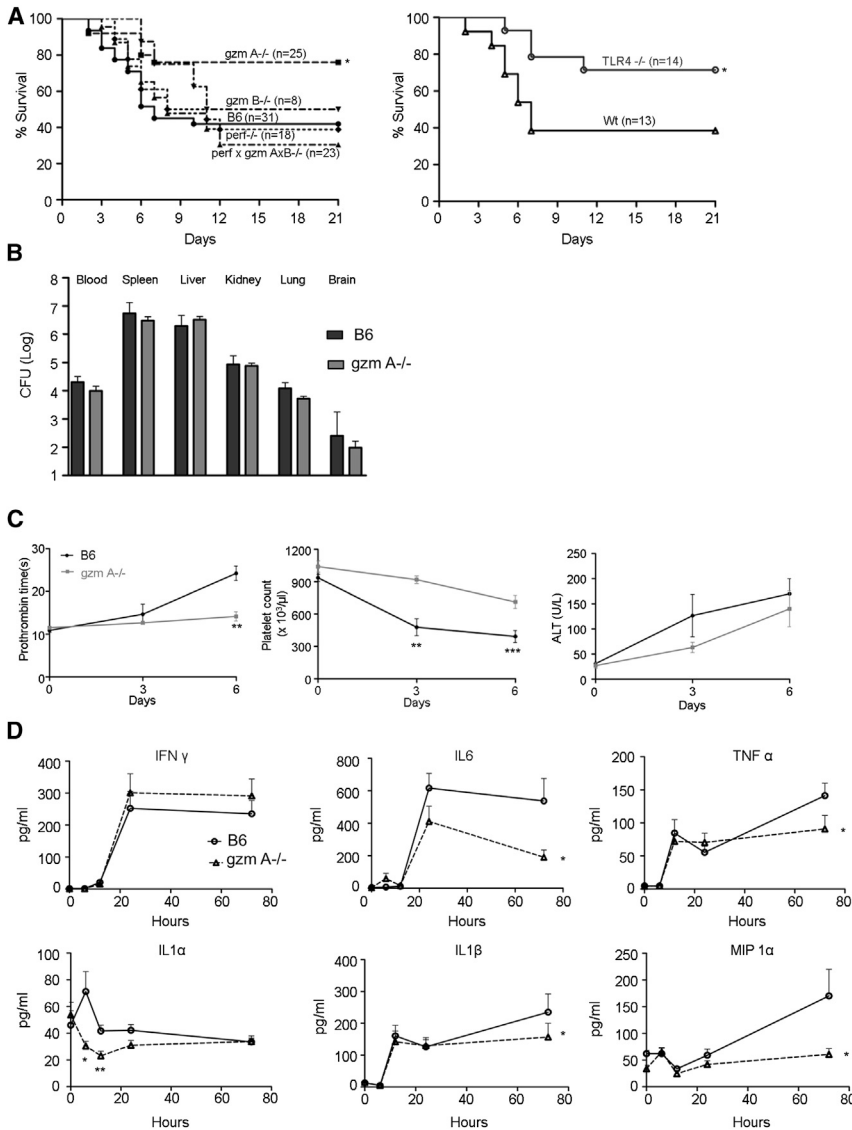 A
100
80
60
40
20
0
% Survival
0 3 6 9 12 15 18 21
Days
gzm A-/- (n=25)
*
gzm B-/- (n=8)
B6 (n=31)
perf-/- (n=18)
perf x gzm AxB-/- (n=23)
100
80
60
40
20
0
% Survival
0 3 6 9 12 15 18 21
Days
TLR4 -/- (n=14)
*
Wt (n=13)
B
Blood Spleen Liver Kidney Lung Brain
8
7
6
5
4
3
2
1
CFU (Log)
B6
gzm A-/-
C
30
20
10
0
Prothrombin time(s)
B6
gzm A-/-
**
0 3 6
Days
1200
900
600
300
0
Platelet count
(x 10³/µl)
**
***
0 3 6
Days
250
200
150
100
50
0
ALT (U/L)
0 3 6
Days
D
IFN γ
400
300
200
100
0
pg/ml
B6
gzm A-/-
0 20 40 60 80
Hours
IL6
800
600
400
200
0
pg/ml
*
0 20 40 60 80
Hours
TNF α
200
150
100
50
0
pg/ml
*
0 20 40 60 80
Hours
IL1α
100
80
60
40
20
0
pg/ml
*
**
0 20 40 60 80
Hours
IL1β
400
300
200
100
0
pg/ml
*
0 20 40 60 80
Hours
MIP 1α
250
200
150
100
50
0
pg/ml
*
0 20 40 60 80
Hours